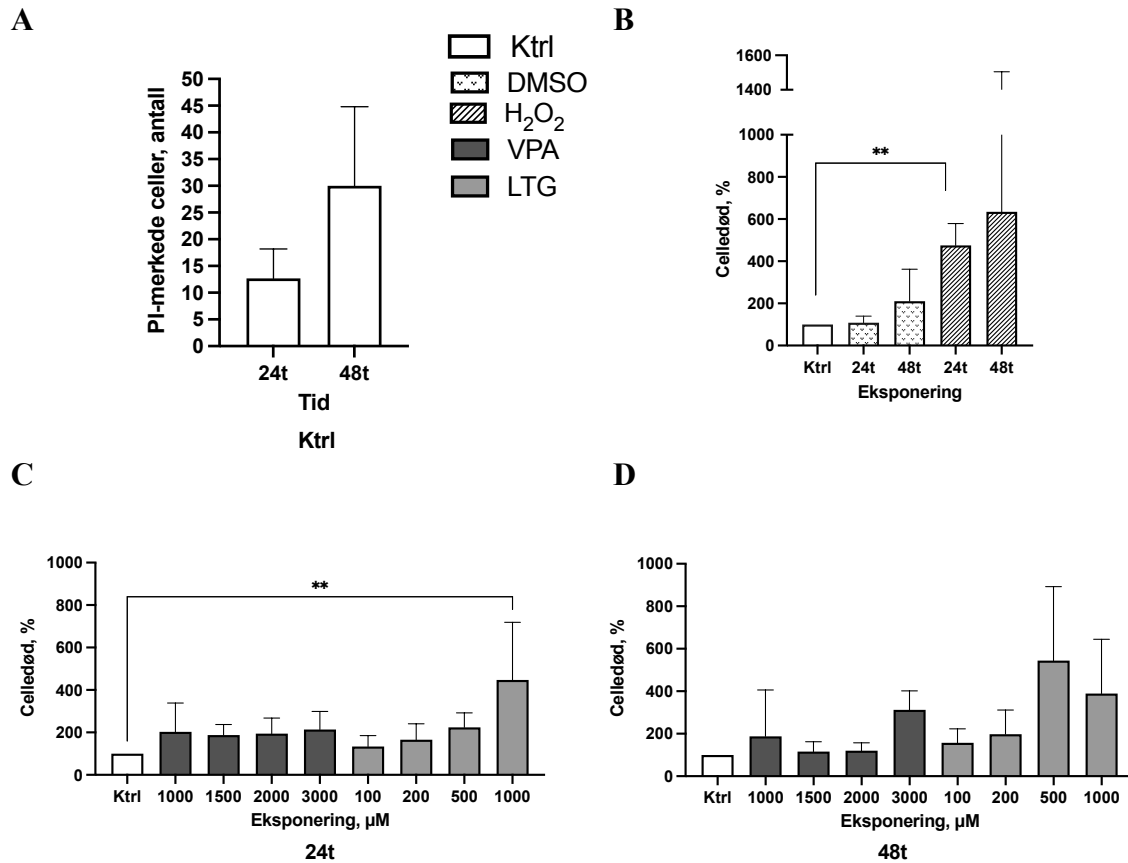 A
PI-merkede celler, antall
50
45
40
35
30
25
20
15
10
5
0
24t 48t
Tid
Ktrl
Ktrl
DMSO
H₂O₂
VPA
LTG
B
Celledød, %
1600
1400
1000
800
600
400
200
0
**
Ktrl 24t 48t 24t 48t
Eksponering
C
Celledød, %
1000
800
600
400
200
0
**
Ktrl 1000 1500 2000 3000 100 200 500 1000
Eksponering, µM
24t
D
Celledød, %
1000
800
600
400
200
0
Ktrl 1000 1500 2000 3000 100 200 500 1000
Eksponering, µM
48t